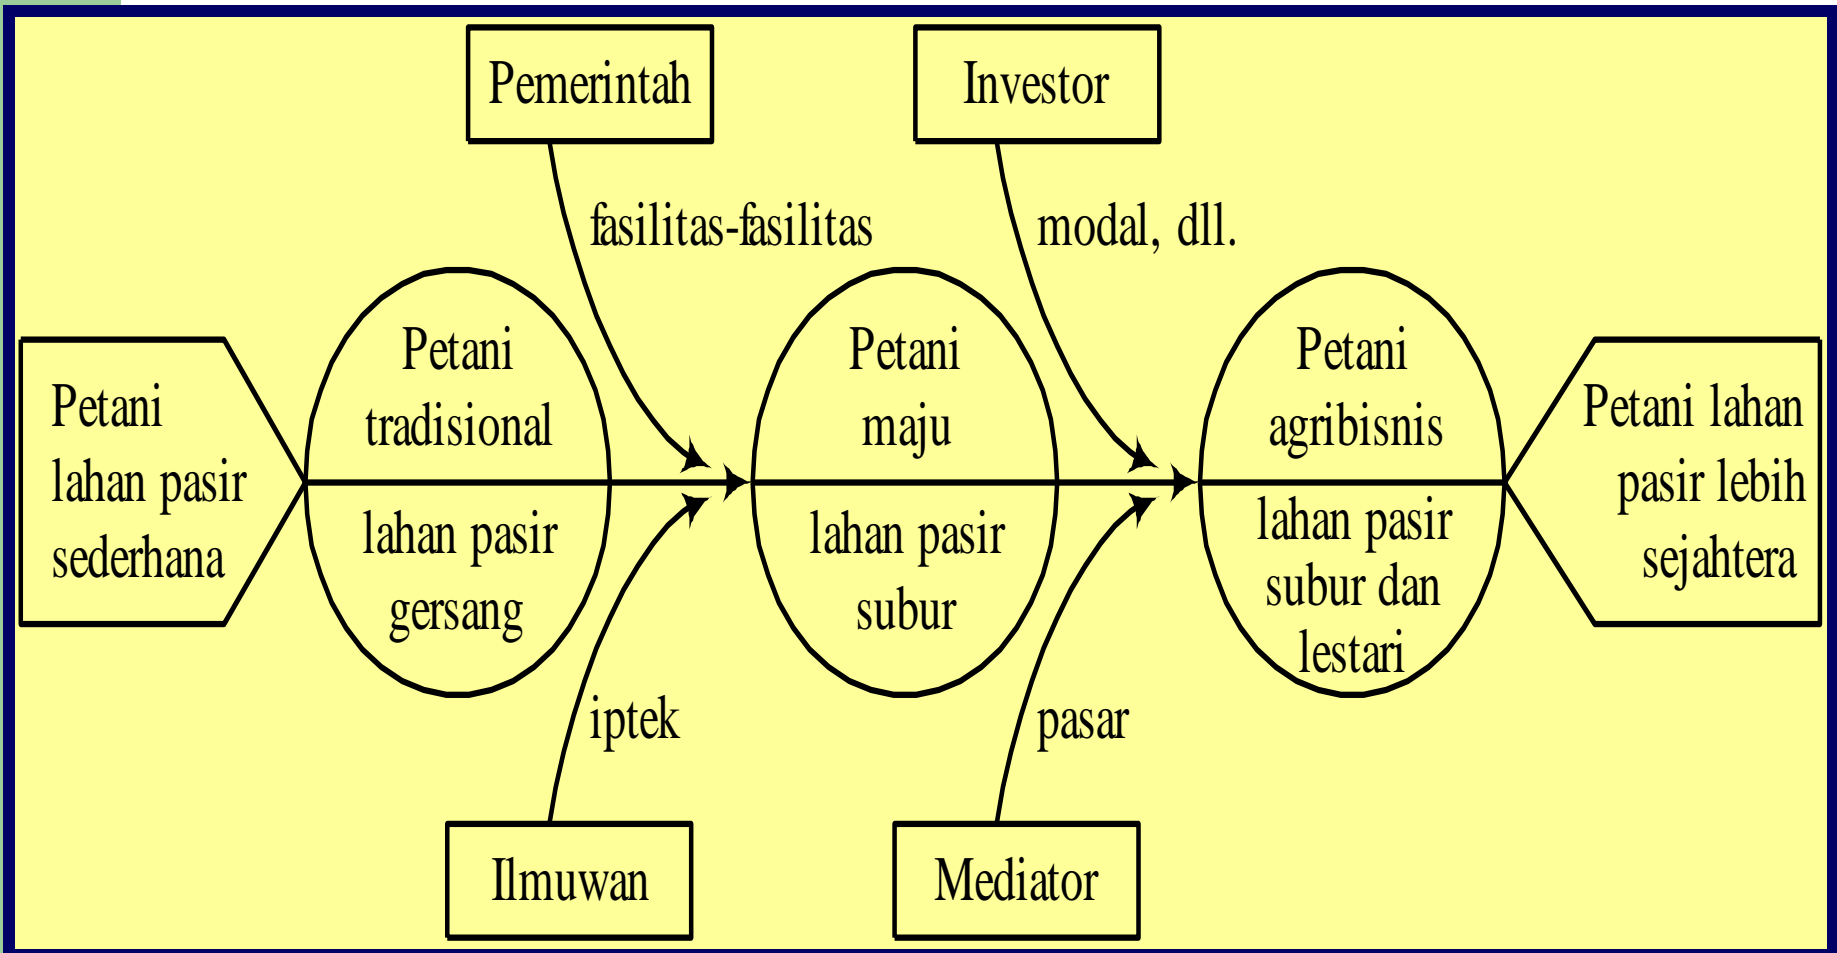 Pemerintah
Investor
fasilitas-fasilitas
modal, dll.
Petani
lahan pasir
sederhana
Petani
tradisional
lahan pasir
gersang
Petani
maju
lahan pasir
subur
Petani
agribisnis
lahan pasir
subur dan
lestari
Petani lahan
pasir lebih
sejahtera
iptek
pasar
Ilmuwan
Mediator